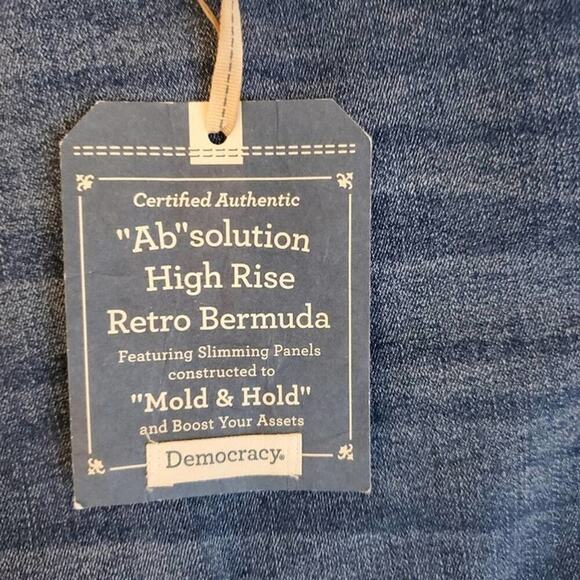 Certified Authentic
"Ab"solution
High Rise
Retro Bermuda
Featuring Slimming Panels
constructed to
"Mold & Hold"
and Boost Your Assets
Democracy®